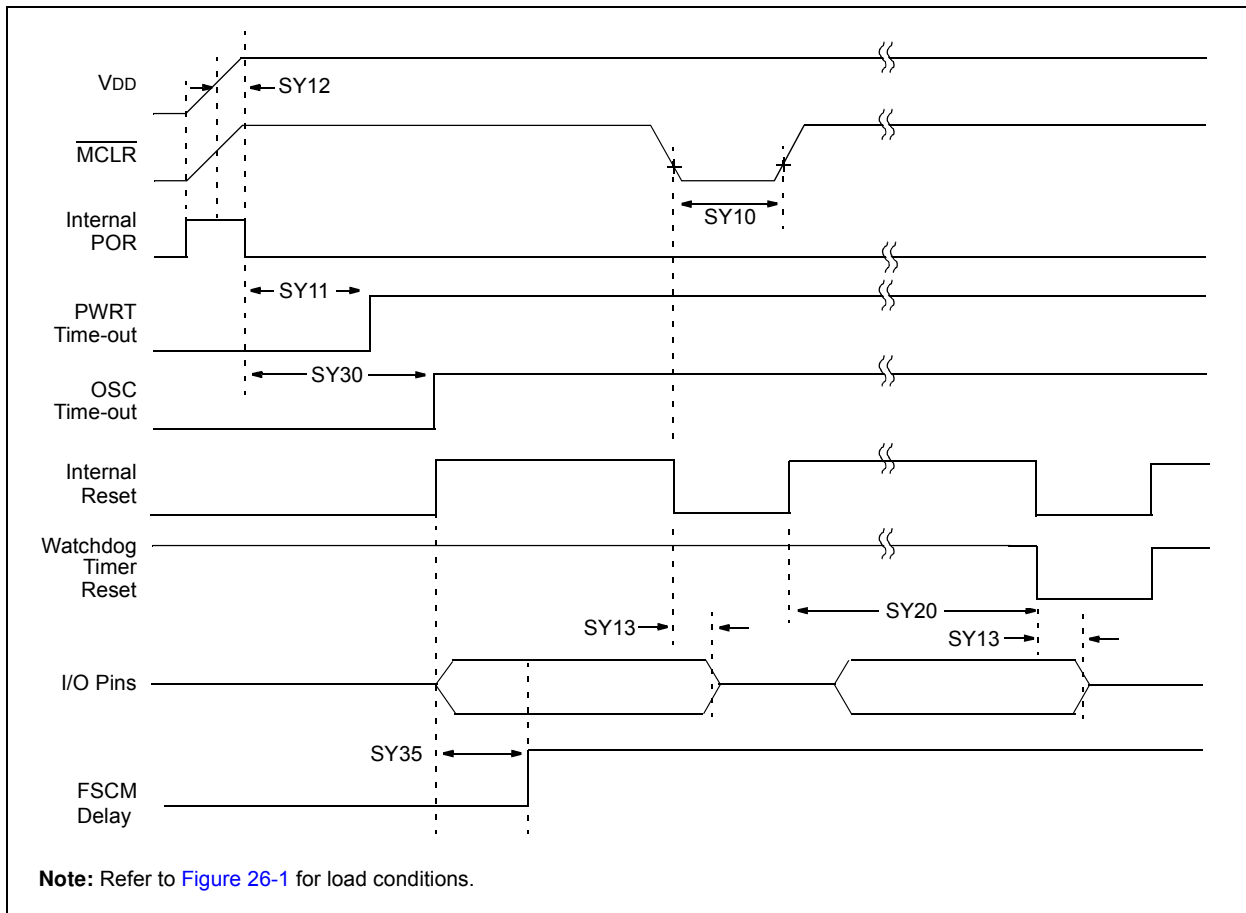 VDD
SY12
MCLR
SY10
Internal
POR
SY11
PWRT
Time-out
SY30
OSC
Time-out
Internal
Reset
Watchdog
Timer
Reset
SY20
SY13
SY13
I/O Pins
SY35
FSCM
Delay
Note: Refer to Figure 26-1 for load conditions.